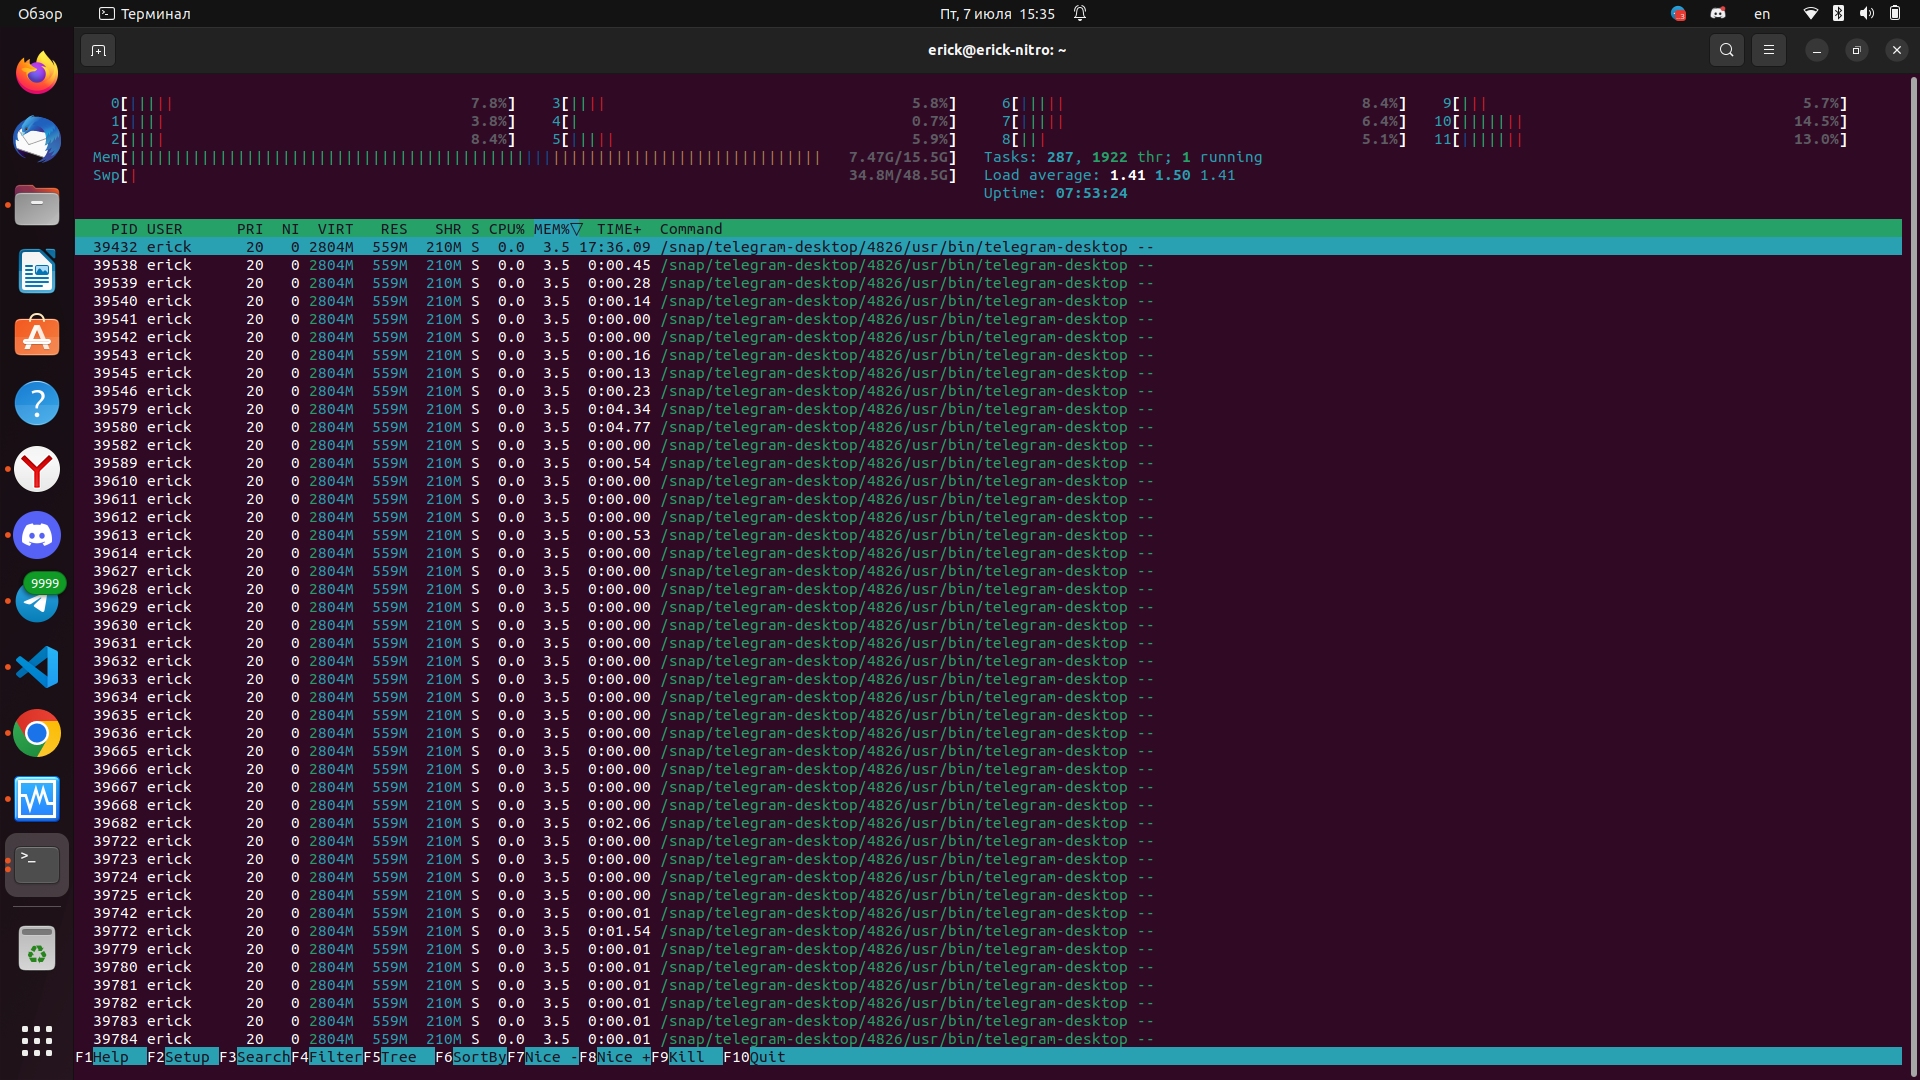 Обзор Терминал Пт, 7 июля 15:35 en
erick@erick-nitro: ~
0[||||| 7.8%] 3[|||| 5.8%] 6[||||| 8.4%] 9[||| 5.7%]
1[|||| 3.8%] 4[| 0.7%] 7[||||| 6.4%] 10[||||||| 14.5%]
2[|||| 8.4%] 5[||||| 5.9%] 8[||| 5.1%] 11[||||||| 13.0%]
Mem[||||||||||||||||||||||||||||||||||||||||||||||||||||||||||||||||||||||||||||| 7.47G/15.5G] Tasks: 287, 1922 thr; 1 running
Swp[| 34.8M/48.5G] Load average: 1.41 1.50 1.41
Uptime: 07:53:24
PID USER PRI NI VIRT RES SHR S CPU% MEM%▽ TIME+ Command
39432 erick 20 0 2804M 559M 210M S 0.0 3.5 17:36.09 /snap/telegram-desktop/4826/usr/bin/telegram-desktop --
39538 erick 20 0 2804M 559M 210M S 0.0 3.5 0:00.45 /snap/telegram-desktop/4826/usr/bin/telegram-desktop --
39539 erick 20 0 2804M 559M 210M S 0.0 3.5 0:00.28 /snap/telegram-desktop/4826/usr/bin/telegram-desktop --
39540 erick 20 0 2804M 559M 210M S 0.0 3.5 0:00.14 /snap/telegram-desktop/4826/usr/bin/telegram-desktop --
39541 erick 20 0 2804M 559M 210M S 0.0 3.5 0:00.00 /snap/telegram-desktop/4826/usr/bin/telegram-desktop --
39542 erick 20 0 2804M 559M 210M S 0.0 3.5 0:00.00 /snap/telegram-desktop/4826/usr/bin/telegram-desktop --
39543 erick 20 0 2804M 559M 210M S 0.0 3.5 0:00.16 /snap/telegram-desktop/4826/usr/bin/telegram-desktop --
39545 erick 20 0 2804M 559M 210M S 0.0 3.5 0:00.13 /snap/telegram-desktop/4826/usr/bin/telegram-desktop --
39546 erick 20 0 2804M 559M 210M S 0.0 3.5 0:00.23 /snap/telegram-desktop/4826/usr/bin/telegram-desktop --
39579 erick 20 0 2804M 559M 210M S 0.0 3.5 0:04.34 /snap/telegram-desktop/4826/usr/bin/telegram-desktop --
39580 erick 20 0 2804M 559M 210M S 0.0 3.5 0:04.77 /snap/telegram-desktop/4826/usr/bin/telegram-desktop --
39582 erick 20 0 2804M 559M 210M S 0.0 3.5 0:00.00 /snap/telegram-desktop/4826/usr/bin/telegram-desktop --
39589 erick 20 0 2804M 559M 210M S 0.0 3.5 0:00.54 /snap/telegram-desktop/4826/usr/bin/telegram-desktop --
39610 erick 20 0 2804M 559M 210M S 0.0 3.5 0:00.00 /snap/telegram-desktop/4826/usr/bin/telegram-desktop --
39611 erick 20 0 2804M 559M 210M S 0.0 3.5 0:00.00 /snap/telegram-desktop/4826/usr/bin/telegram-desktop --
39612 erick 20 0 2804M 559M 210M S 0.0 3.5 0:00.00 /snap/telegram-desktop/4826/usr/bin/telegram-desktop --
39613 erick 20 0 2804M 559M 210M S 0.0 3.5 0:00.53 /snap/telegram-desktop/4826/usr/bin/telegram-desktop --
39614 erick 20 0 2804M 559M 210M S 0.0 3.5 0:00.00 /snap/telegram-desktop/4826/usr/bin/telegram-desktop --
39627 erick 20 0 2804M 559M 210M S 0.0 3.5 0:00.00 /snap/telegram-desktop/4826/usr/bin/telegram-desktop --
39628 erick 20 0 2804M 559M 210M S 0.0 3.5 0:00.00 /snap/telegram-desktop/4826/usr/bin/telegram-desktop --
39629 erick 20 0 2804M 559M 210M S 0.0 3.5 0:00.00 /snap/telegram-desktop/4826/usr/bin/telegram-desktop --
39630 erick 20 0 2804M 559M 210M S 0.0 3.5 0:00.00 /snap/telegram-desktop/4826/usr/bin/telegram-desktop --
39631 erick 20 0 2804M 559M 210M S 0.0 3.5 0:00.00 /snap/telegram-desktop/4826/usr/bin/telegram-desktop --
39632 erick 20 0 2804M 559M 210M S 0.0 3.5 0:00.00 /snap/telegram-desktop/4826/usr/bin/telegram-desktop --
39633 erick 20 0 2804M 559M 210M S 0.0 3.5 0:00.00 /snap/telegram-desktop/4826/usr/bin/telegram-desktop --
39634 erick 20 0 2804M 559M 210M S 0.0 3.5 0:00.00 /snap/telegram-desktop/4826/usr/bin/telegram-desktop --
39635 erick 20 0 2804M 559M 210M S 0.0 3.5 0:00.00 /snap/telegram-desktop/4826/usr/bin/telegram-desktop --
39636 erick 20 0 2804M 559M 210M S 0.0 3.5 0:00.00 /snap/telegram-desktop/4826/usr/bin/telegram-desktop --
39665 erick 20 0 2804M 559M 210M S 0.0 3.5 0:00.00 /snap/telegram-desktop/4826/usr/bin/telegram-desktop --
39666 erick 20 0 2804M 559M 210M S 0.0 3.5 0:00.00 /snap/telegram-desktop/4826/usr/bin/telegram-desktop --
39667 erick 20 0 2804M 559M 210M S 0.0 3.5 0:00.00 /snap/telegram-desktop/4826/usr/bin/telegram-desktop --
39668 erick 20 0 2804M 559M 210M S 0.0 3.5 0:00.00 /snap/telegram-desktop/4826/usr/bin/telegram-desktop --
39682 erick 20 0 2804M 559M 210M S 0.0 3.5 0:02.06 /snap/telegram-desktop/4826/usr/bin/telegram-desktop --
39722 erick 20 0 2804M 559M 210M S 0.0 3.5 0:00.00 /snap/telegram-desktop/4826/usr/bin/telegram-desktop --
39723 erick 20 0 2804M 559M 210M S 0.0 3.5 0:00.00 /snap/telegram-desktop/4826/usr/bin/telegram-desktop --
39724 erick 20 0 2804M 559M 210M S 0.0 3.5 0:00.00 /snap/telegram-desktop/4826/usr/bin/telegram-desktop --
39725 erick 20 0 2804M 559M 210M S 0.0 3.5 0:00.00 /snap/telegram-desktop/4826/usr/bin/telegram-desktop --
39742 erick 20 0 2804M 559M 210M S 0.0 3.5 0:00.01 /snap/telegram-desktop/4826/usr/bin/telegram-desktop --
39772 erick 20 0 2804M 559M 210M S 0.0 3.5 0:01.54 /snap/telegram-desktop/4826/usr/bin/telegram-desktop --
39779 erick 20 0 2804M 559M 210M S 0.0 3.5 0:00.01 /snap/telegram-desktop/4826/usr/bin/telegram-desktop --
39780 erick 20 0 2804M 559M 210M S 0.0 3.5 0:00.01 /snap/telegram-desktop/4826/usr/bin/telegram-desktop --
39781 erick 20 0 2804M 559M 210M S 0.0 3.5 0:00.01 /snap/telegram-desktop/4826/usr/bin/telegram-desktop --
39782 erick 20 0 2804M 559M 210M S 0.0 3.5 0:00.01 /snap/telegram-desktop/4826/usr/bin/telegram-desktop --
39783 erick 20 0 2804M 559M 210M S 0.0 3.5 0:00.01 /snap/telegram-desktop/4826/usr/bin/telegram-desktop --
39784 erick 20 0 2804M 559M 210M S 0.0 3.5 0:00.01 /snap/telegram-desktop/4826/usr/bin/telegram-desktop --
F1Help F2Setup F3SearchF4FilterF5Tree F6SortByF7Nice -F8Nice +F9Kill F10Quit
9999